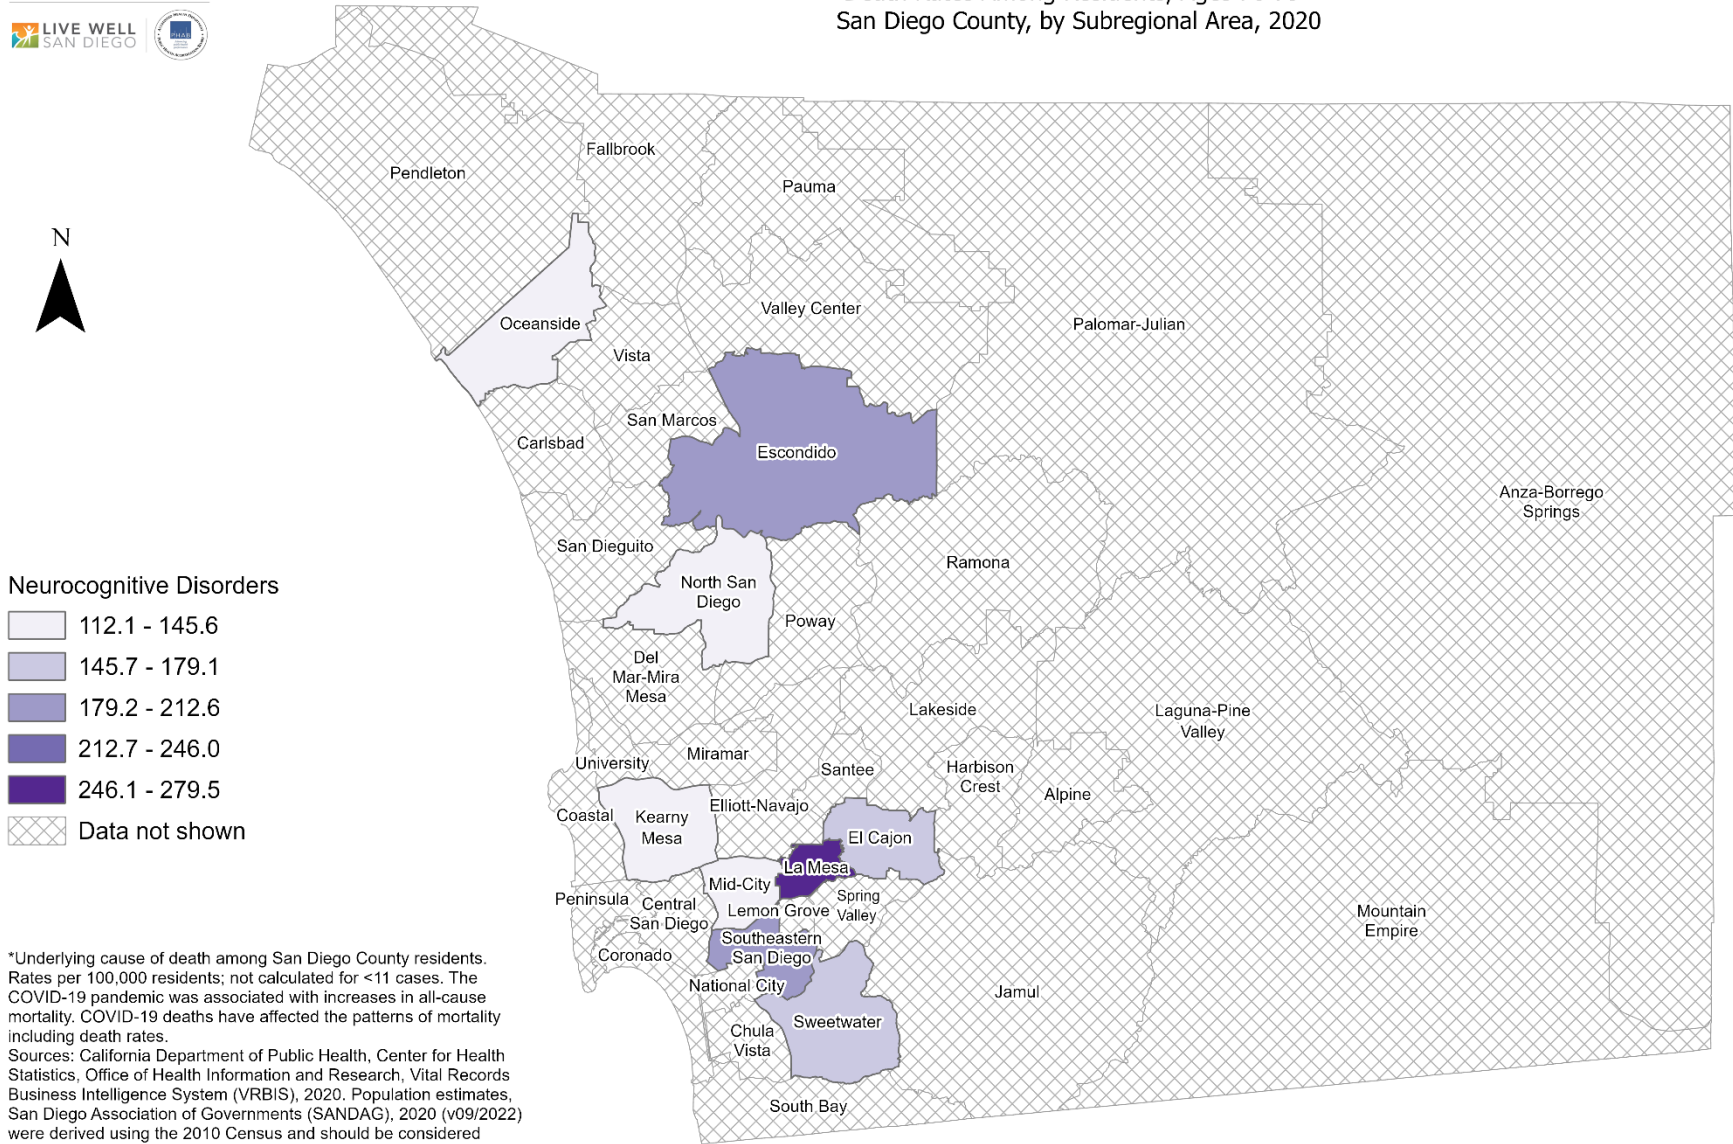 LIVE WELL
SAN DIEGO
PHAB
San Diego County, by Subregional Area, 2020
Fallbrook
Pendleton
Pauma
N
Valley Center
Oceanside
Palomar-Julian
Vista
San Marcos
Carlsbad
Escondido
Anza-Borrego
Springs
San Dieguito
Ramona
North San
Diego
Poway
Del
Mar-Mira
Mesa
Lakeside
Laguna-Pine
Valley
Miramar
University
Santee
Harbison
Crest
Alpine
Elliott-Navajo
Coastal
Kearny
Mesa
El Cajon
La Mesa
Mid-City
Peninsula
Central
San Diego
Spring
Valley
Lemon Grove
Mountain
Empire
Southeastern
San Diego
Coronado
National City
Jamul
Sweetwater
Chula
Vista
South Bay
Neurocognitive Disorders
112.1 - 145.6
145.7 - 179.1
179.2 - 212.6
212.7 - 246.0
246.1 - 279.5
Data not shown
*Underlying cause of death among San Diego County residents.
Rates per 100,000 residents; not calculated for <11 cases. The
COVID-19 pandemic was associated with increases in all-cause
mortality. COVID-19 deaths have affected the patterns of mortality
including death rates.
Sources: California Department of Public Health, Center for Health
Statistics, Office of Health Information and Research, Vital Records
Business Intelligence System (VRBIS), 2020. Population estimates,
San Diego Association of Governments (SANDAG), 2020 (v09/2022)
were derived using the 2010 Census and should be considered